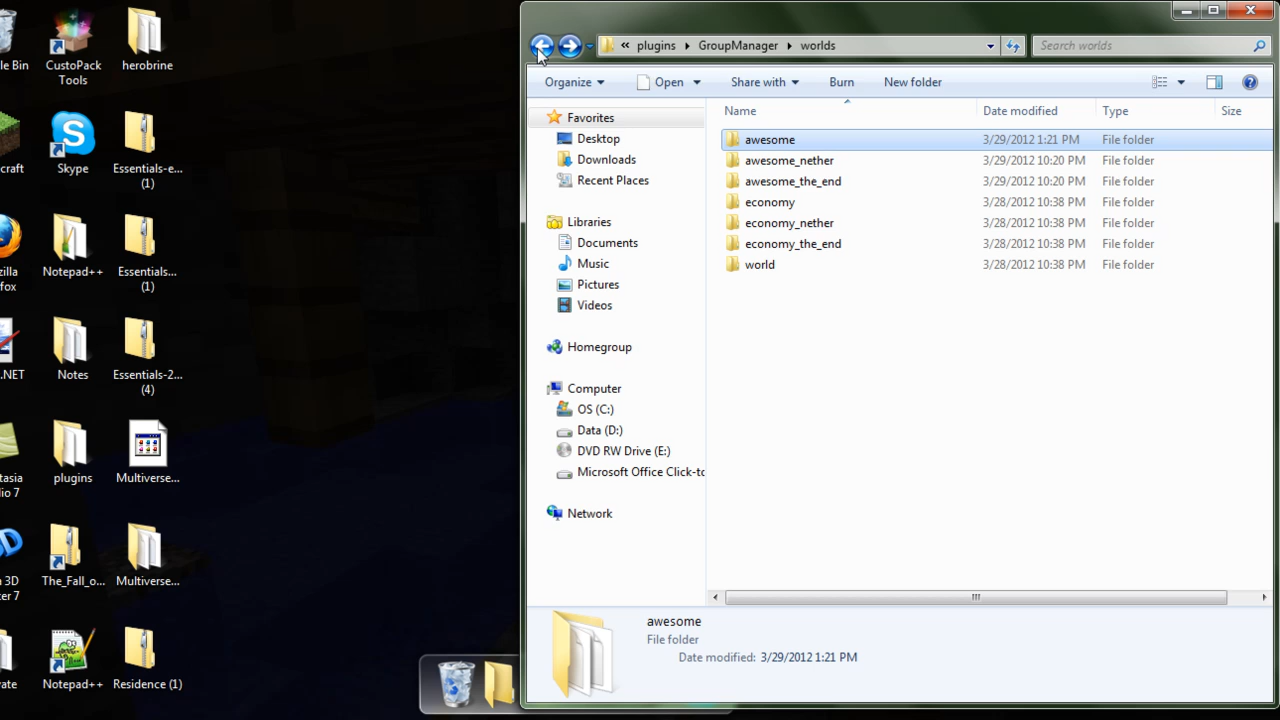 le Bin
CustoPack
Tools
herobrine
craft
Skype
Essentials-e...
(1)
zilla
fox
Notepad++
Essentials...
(1)
.NET
Notes
Essentials-2...
(4)
tasia
io 7
plugins
Multiverse...
3D
ter 7
The_Fall_o...
Multiverse...
vate
Notepad++
Residence (1)
« plugins GroupManager worlds
Search worlds
Organize Open Share with Burn New folder
Name Date modified Type Size
Favorites
Desktop
Downloads
Recent Places
Libraries
Documents
Music
Pictures
Videos
Homegroup
Computer
OS (C:)
Data (D:)
DVD RW Drive (E:)
Microsoft Office Click-to
Network
awesome 3/29/2012 1:21 PM File folder
awesome_nether 3/29/2012 10:20 PM File folder
awesome_the_end 3/29/2012 10:20 PM File folder
economy 3/28/2012 10:38 PM File folder
economy_nether 3/28/2012 10:38 PM File folder
economy_the_end 3/28/2012 10:38 PM File folder
world 3/28/2012 10:38 PM File folder
awesome
File folder
Date modified: 3/29/2012 1:21 PM